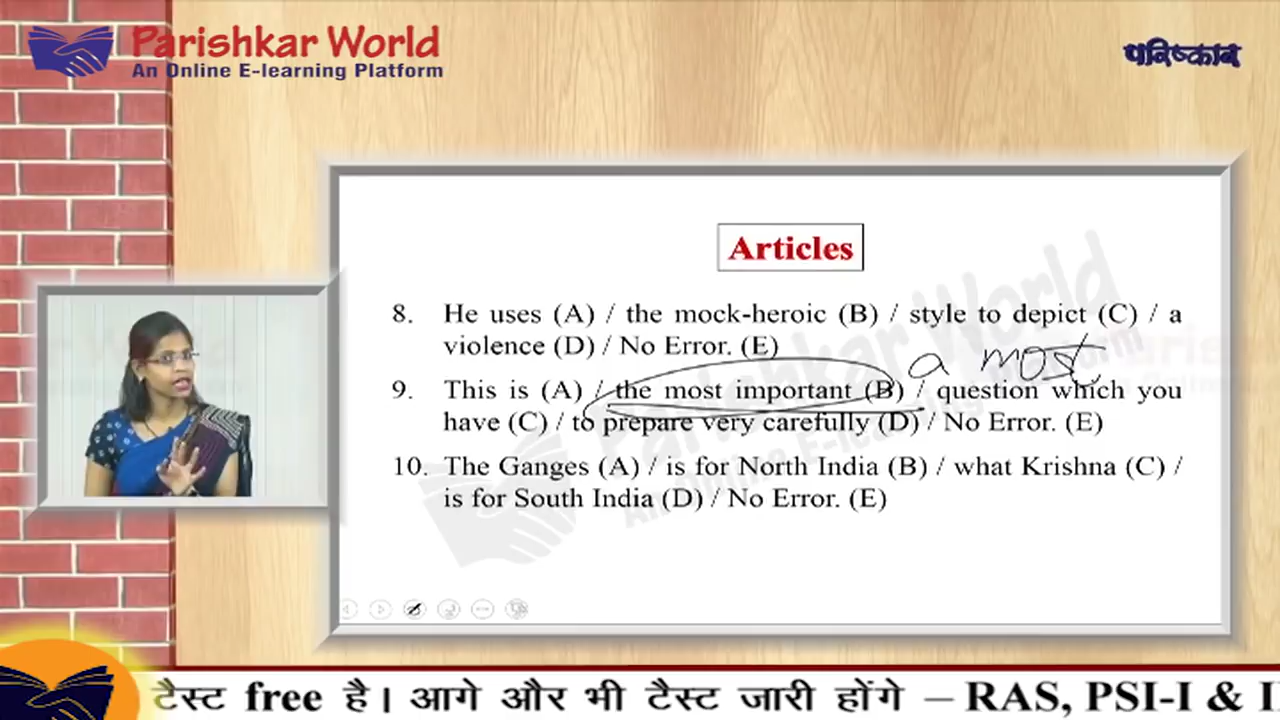 Parishkar World
An Online E-learning Platform
परिष्कार
Articles
8. He uses (A) / the mock-heroic (B) / style to depict (C) / a
violence (D) / No Error. (E)
a most
9. This is (A) / the most important (B) / question which you
have (C) / to prepare very carefully (D) / No Error. (E)
10. The Ganges (A) / is for North India (B) / what Krishna (C) /
is for South India (D) / No Error. (E)
टैस्ट free है। आगे और भी टैस्ट जारी होंगे – RAS, PSI-I & I